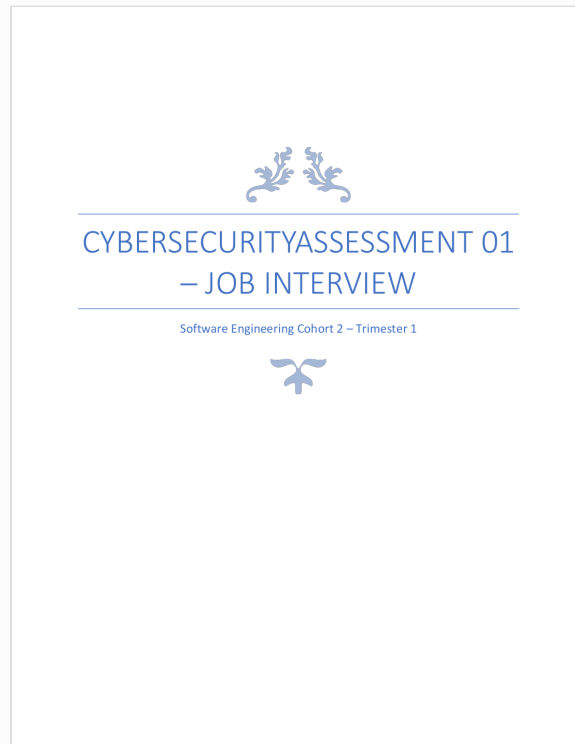 CYBERSECURITYASSESSMENT 01
– JOB INTERVIEW
Software Engineering Cohort 2 – Trimester 1